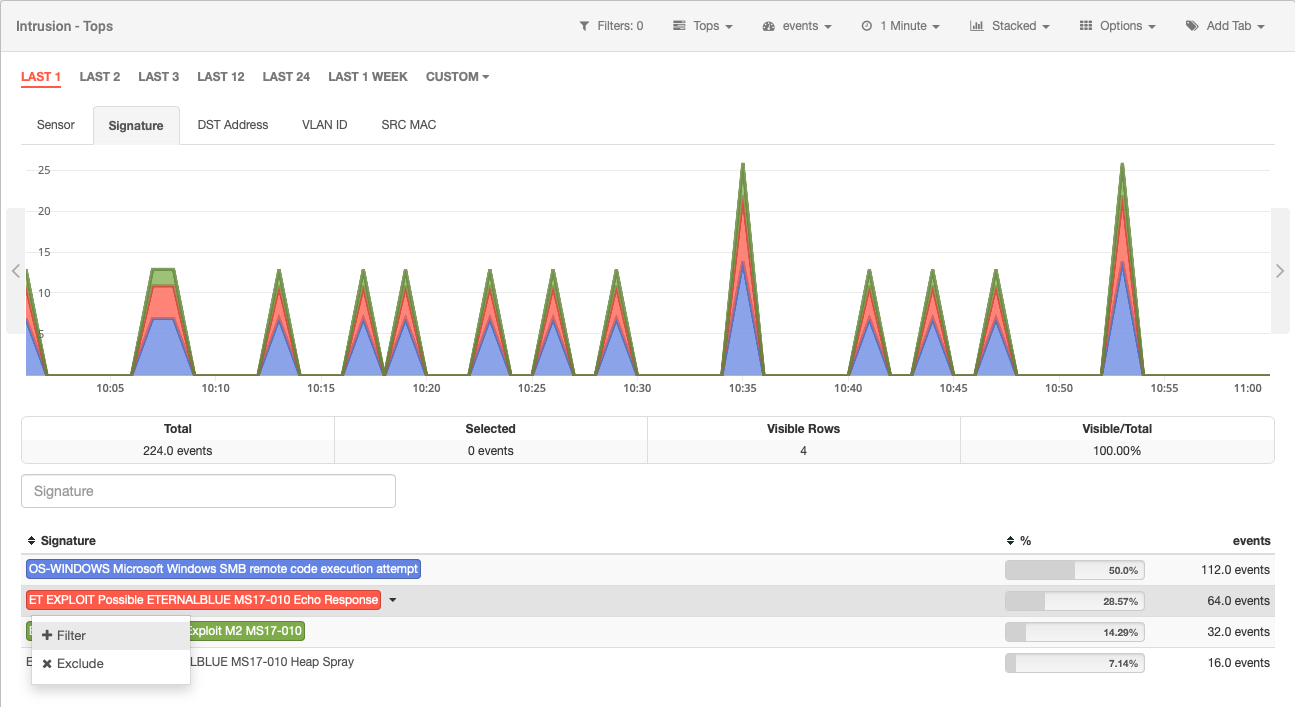 Intrusion - Tops Filters: 0 Tops events 1 Minute Stacked Options Add Tab
LAST 1 LAST 2 LAST 3 LAST 12 LAST 24 LAST 1 WEEK CUSTOM
Sensor Signature DST Address VLAN ID SRC MAC
25
20
15
10
5
10:05 10:10 10:15 10:20 10:25 10:30 10:35 10:40 10:45 10:50 10:55 11:00
Total Selected Visible Rows Visible/Total
224.0 events 0 events 4 100.00%
Signature
Signature % events
OS-WINDOWS Microsoft Windows SMB remote code execution attempt 50.0% 112.0 events
ET EXPLOIT Possible ETERNALBLUE MS17-010 Echo Response 28.57% 64.0 events
Exploit M2 MS17-010 14.29% 32.0 events
Filter
MS17-010 Heap Spray 7.14% 16.0 events
Exclude